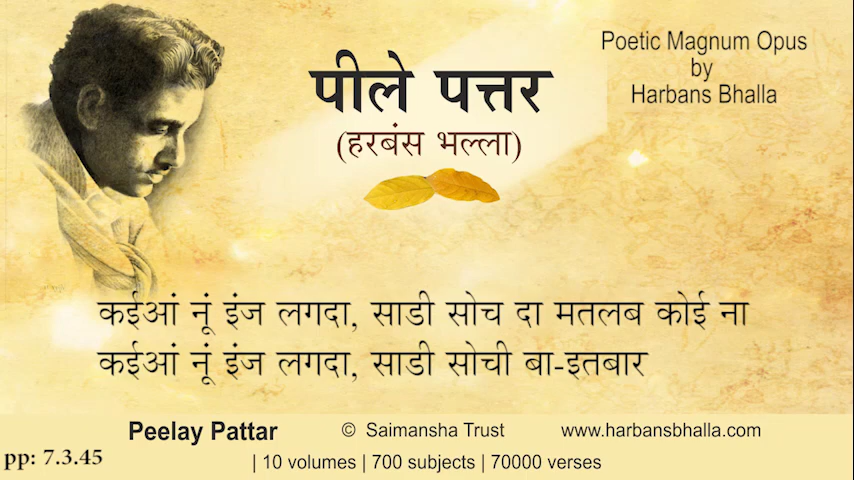 पीले पत्तर
(हरबंस भल्ला)
Poetic Magnum Opus
by
Harbans Bhalla
कईआं नूं इंज लगदा, साडी सोच दा मतलब कोई ना
कईआं नूं इंज लगदा, साडी सोची बा-इतबार
Peelay Pattar © Saimansha Trust www.harbansbhalla.com
pp: 7.3.45
| 10 volumes | 700 subjects | 70000 verses